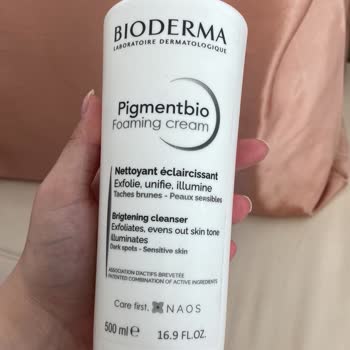 BIODERMA
LABORATOIRE DERMATOLOGIQUE
Pigmentbio
Foaming cream
Nettoyant éclaircissant
Exfolie, unifie, illumine
Taches brunes - Peaux sensibles
Brigtening cleanser
Exfoliates, evens out skin tone
Illuminates
Dark spots - Sensitive skin
ASSOCIATION D'ACTIFS BREVETÉE
PATENTED COMBINATION OF ACTIVE INGREDIENTS
Care first. NAOS
500 ml e 16.9 FL.OZ.